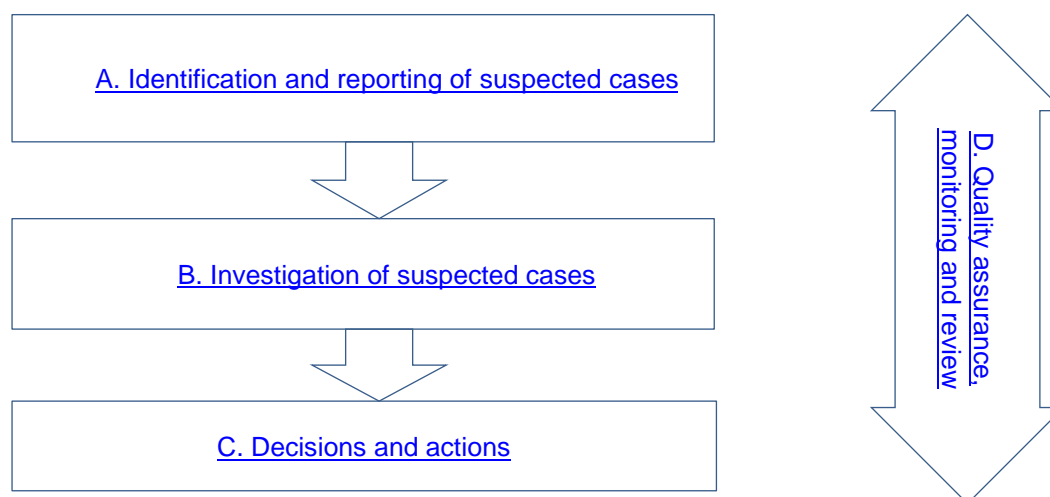 A. Identification and reporting of suspected cases
B. Investigation of suspected cases
C. Decisions and actions
D. Quality assurance,
monitoring and review